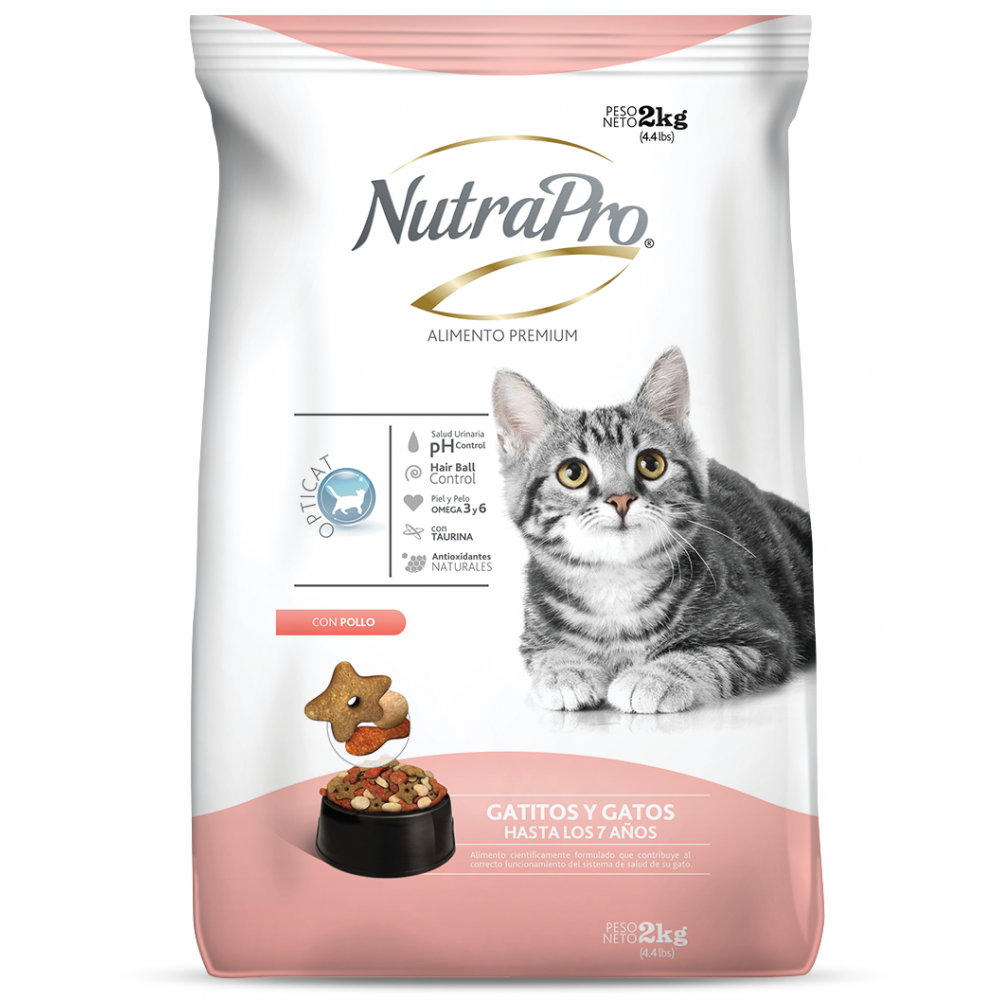 PESO
NETO 2kg
(4.4 lbs)
NutraPro®
ALIMENTO PREMIUM
OPTICAT
Salud Urinaria
pH Control
Hair Ball
Control
Piel y Pelo
OMEGA 3 y 6
con
TAURINA
Antioxidantes
NATURALES
CON POLLO
GATITOS Y GATOS
HASTA LOS 7 AÑOS
Alimento científicamente formulado que contribuye al
correcto funcionamiento del sistema de salud de su gato.
PESO
NETO 2kg
(4.4 lbs)